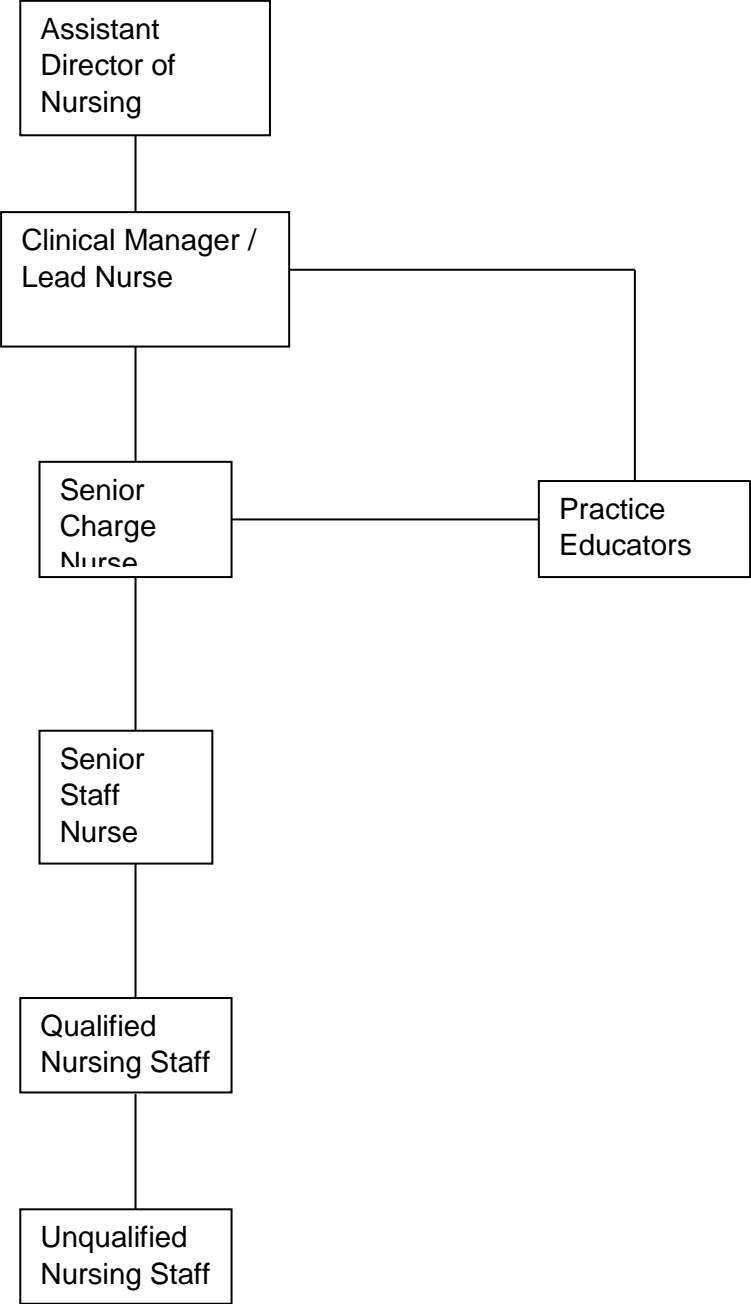 Assistant
Director of
Nursing
Clinical Manager /
Lead Nurse
Senior
Charge
Nurse
Practice
Educators
Senior
Staff
Nurse
Qualified
Nursing Staff
Unqualified
Nursing Staff